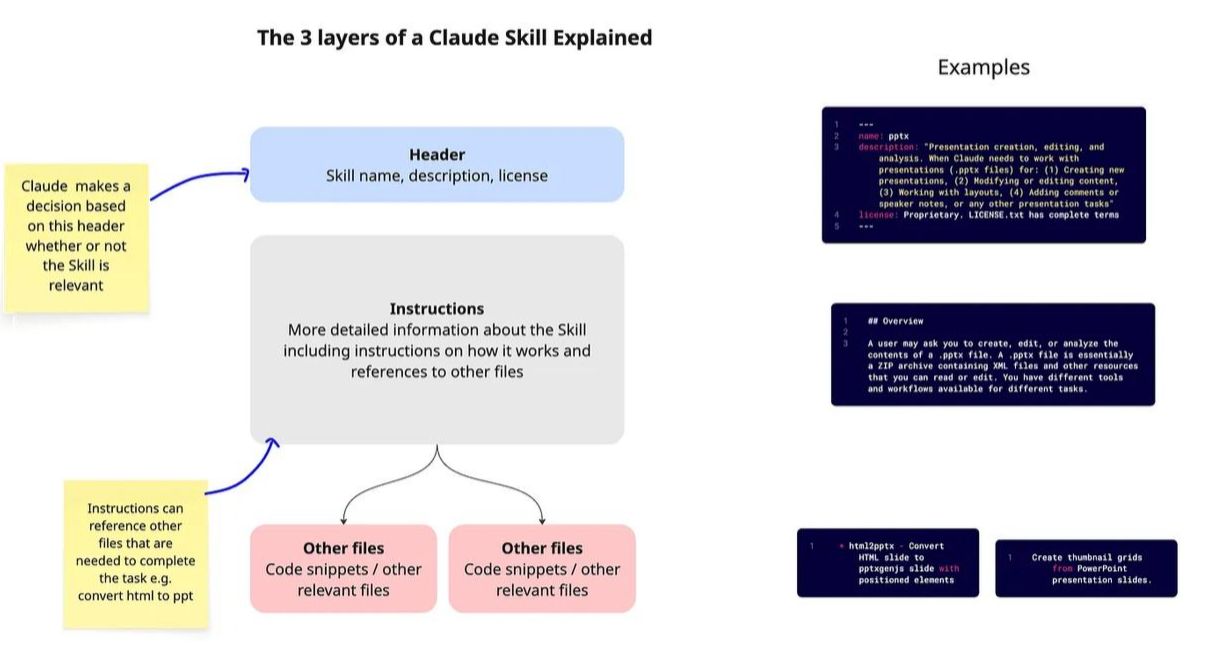 The 3 layers of a Claude Skill Explained
Examples
Header
Skill name, description, license
Claude makes a
decision based
on this header
whether or not
the Skill is
relevant
1 ---
2 name: pptx
3 description: "Presentation creation, editing, and
analysis. When Claude needs to work with
presentations (.pptx files) for: (1) Creating new
presentations, (2) Modifying or editing content,
(3) Working with layouts, (4) Adding comments or
speaker notes, or any other presentation tasks"
4 license: Proprietary. LICENSE.txt has complete terms
5 ---
Instructions
More detailed information about the Skill
including instructions on how it works and
references to other files
1 ## Overview
2
3 A user may ask you to create, edit, or analyze the
contents of a .pptx file. A .pptx file is essentially
a ZIP archive containing XML files and other resources
that you can read or edit. You have different tools
and workflows available for different tasks.
Instructions can
reference other
files that are
needed to complete
the task e.g.
convert html to ppt
Other files
Code snippets / other
relevant files
Other files
Code snippets / other
relevant files
1 * html2pptx - Convert
HTML slide to
pptxgenjs slide with
positioned elements
1 Create thumbnail grids
from PowerPoint
presentation slides.